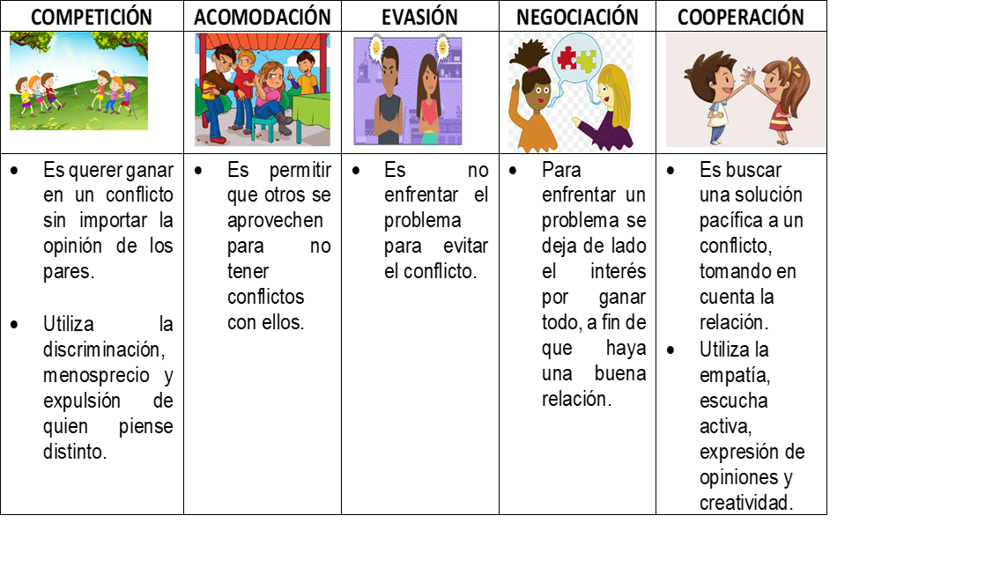 COMPETICIÓN
ACOMODACIÓN
EVASIÓN
NEGOCIACIÓN
COOPERACIÓN
• Es querer ganar
en un conflicto
sin importar la
opinión de los
pares.
• Utiliza la
discriminación,
menosprecio y
expulsión de
quien piense
distinto.
• Es permitir
que otros se
aprovechen
para no
tener
conflictos
con ellos.
• Es no
enfrentar el
problema
para evitar
el conflicto.
• Para
enfrentar un
problema se
deja de lado
el interés
por ganar
todo, a fin de
que haya
una buena
relación.
• Es buscar
una solución
pacífica a un
conflicto,
tomando en
cuenta la
relación.
• Utiliza la
empatía,
escucha
activa,
expresión de
opiniones y
creatividad.